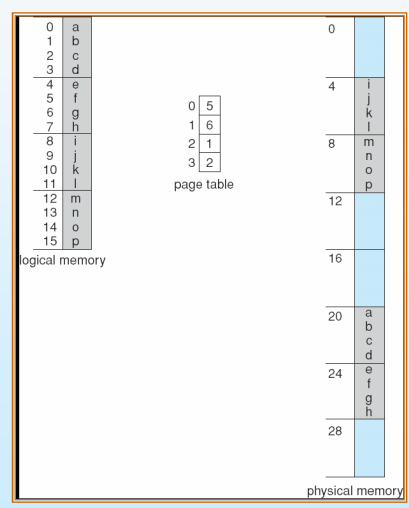 0 a
1 b
2 c
3 d
4 e
5 f
6 g
7 h
8 i
9 j
10 k
11 l
12 m
13 n
14 o
15 p
logical memory
0 5
1 6
2 1
3 2
page table
0
4 i
j
k
l
8 m
n
o
p
12
16
20 a
b
c
d
24 e
f
g
h
28
physical memory